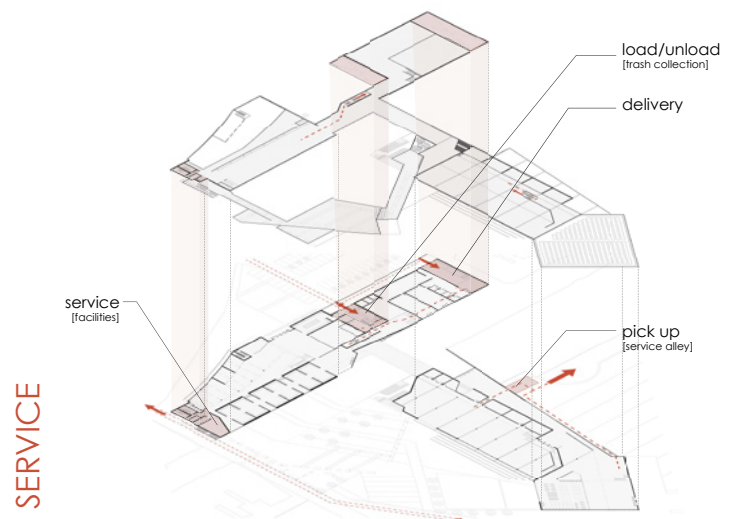 load/unload
[trash collection]
delivery
service
[facilities]
pick up
[service alley]
SERVICE